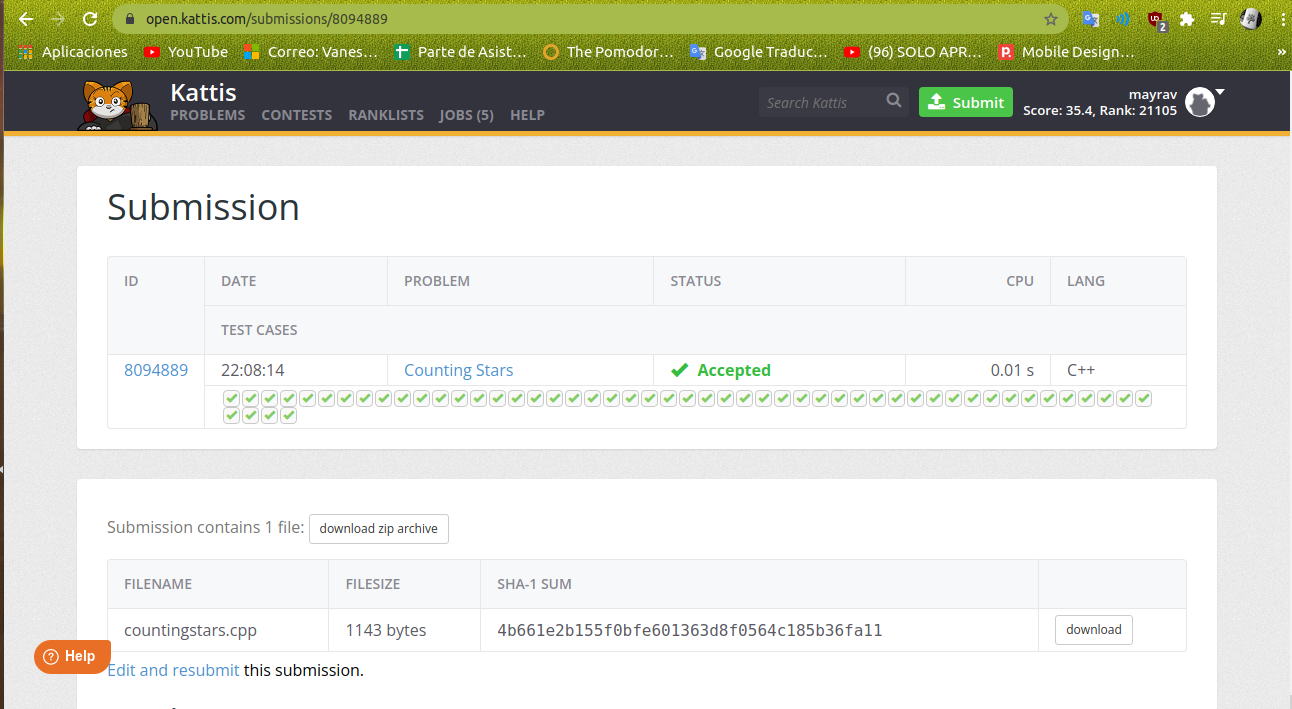 open.kattis.com/submissions/8094889
2
Aplicaciones YouTube Correo: Vanes... Parte de Asist... The Pomodor... Google Traduc... (96) SOLO APR... Mobile Design... »
Kattis
PROBLEMS CONTESTS RANKLISTS JOBS (5) HELP
Search Kattis
Submit
mayrav
Score: 35.4, Rank: 21105
Submission
ID DATE PROBLEM STATUS CPU LANG
TEST CASES
8094889 22:08:14 Counting Stars Accepted 0.01 s C++
Submission contains 1 file: download zip archive
FILENAME FILESIZE SHA-1 SUM
countingstars.cpp 1143 bytes 4b661e2b155f0bfe601363d8f0564c185b36fa11 download
Help
Edit and resubmit this submission.